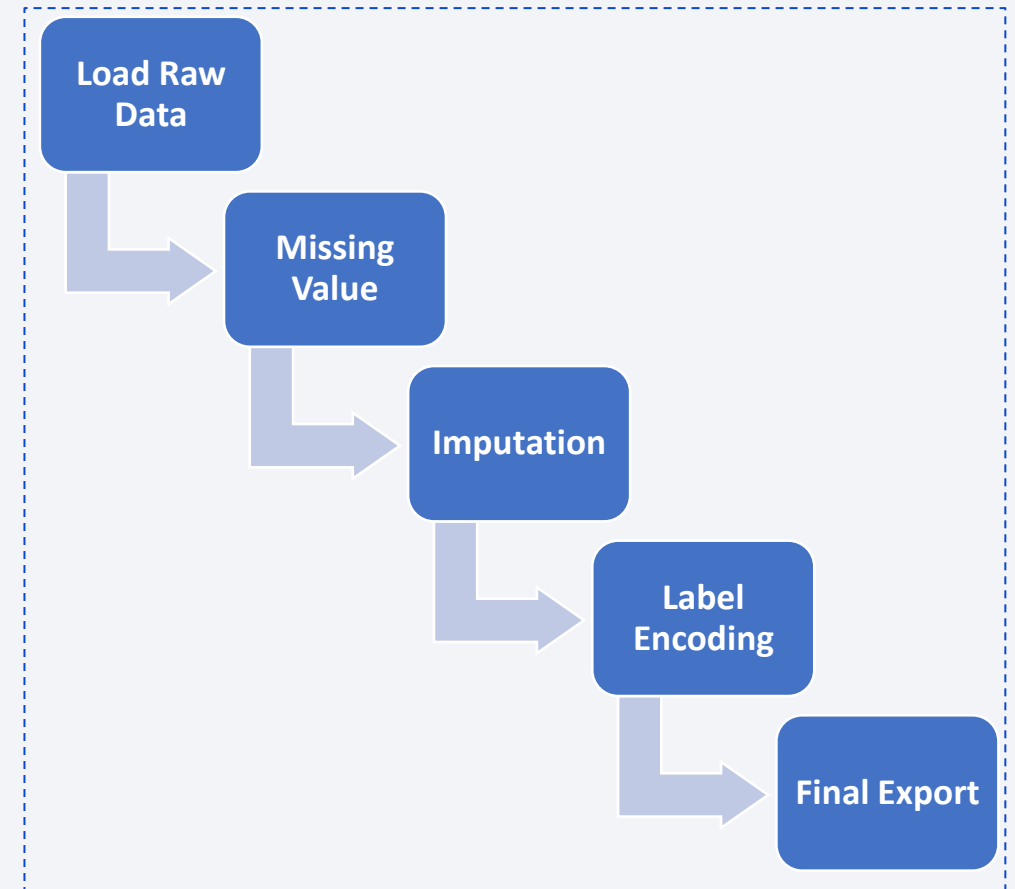 Load Raw
Data
Missing
Value
Imputation
Label
Encoding
Final Export